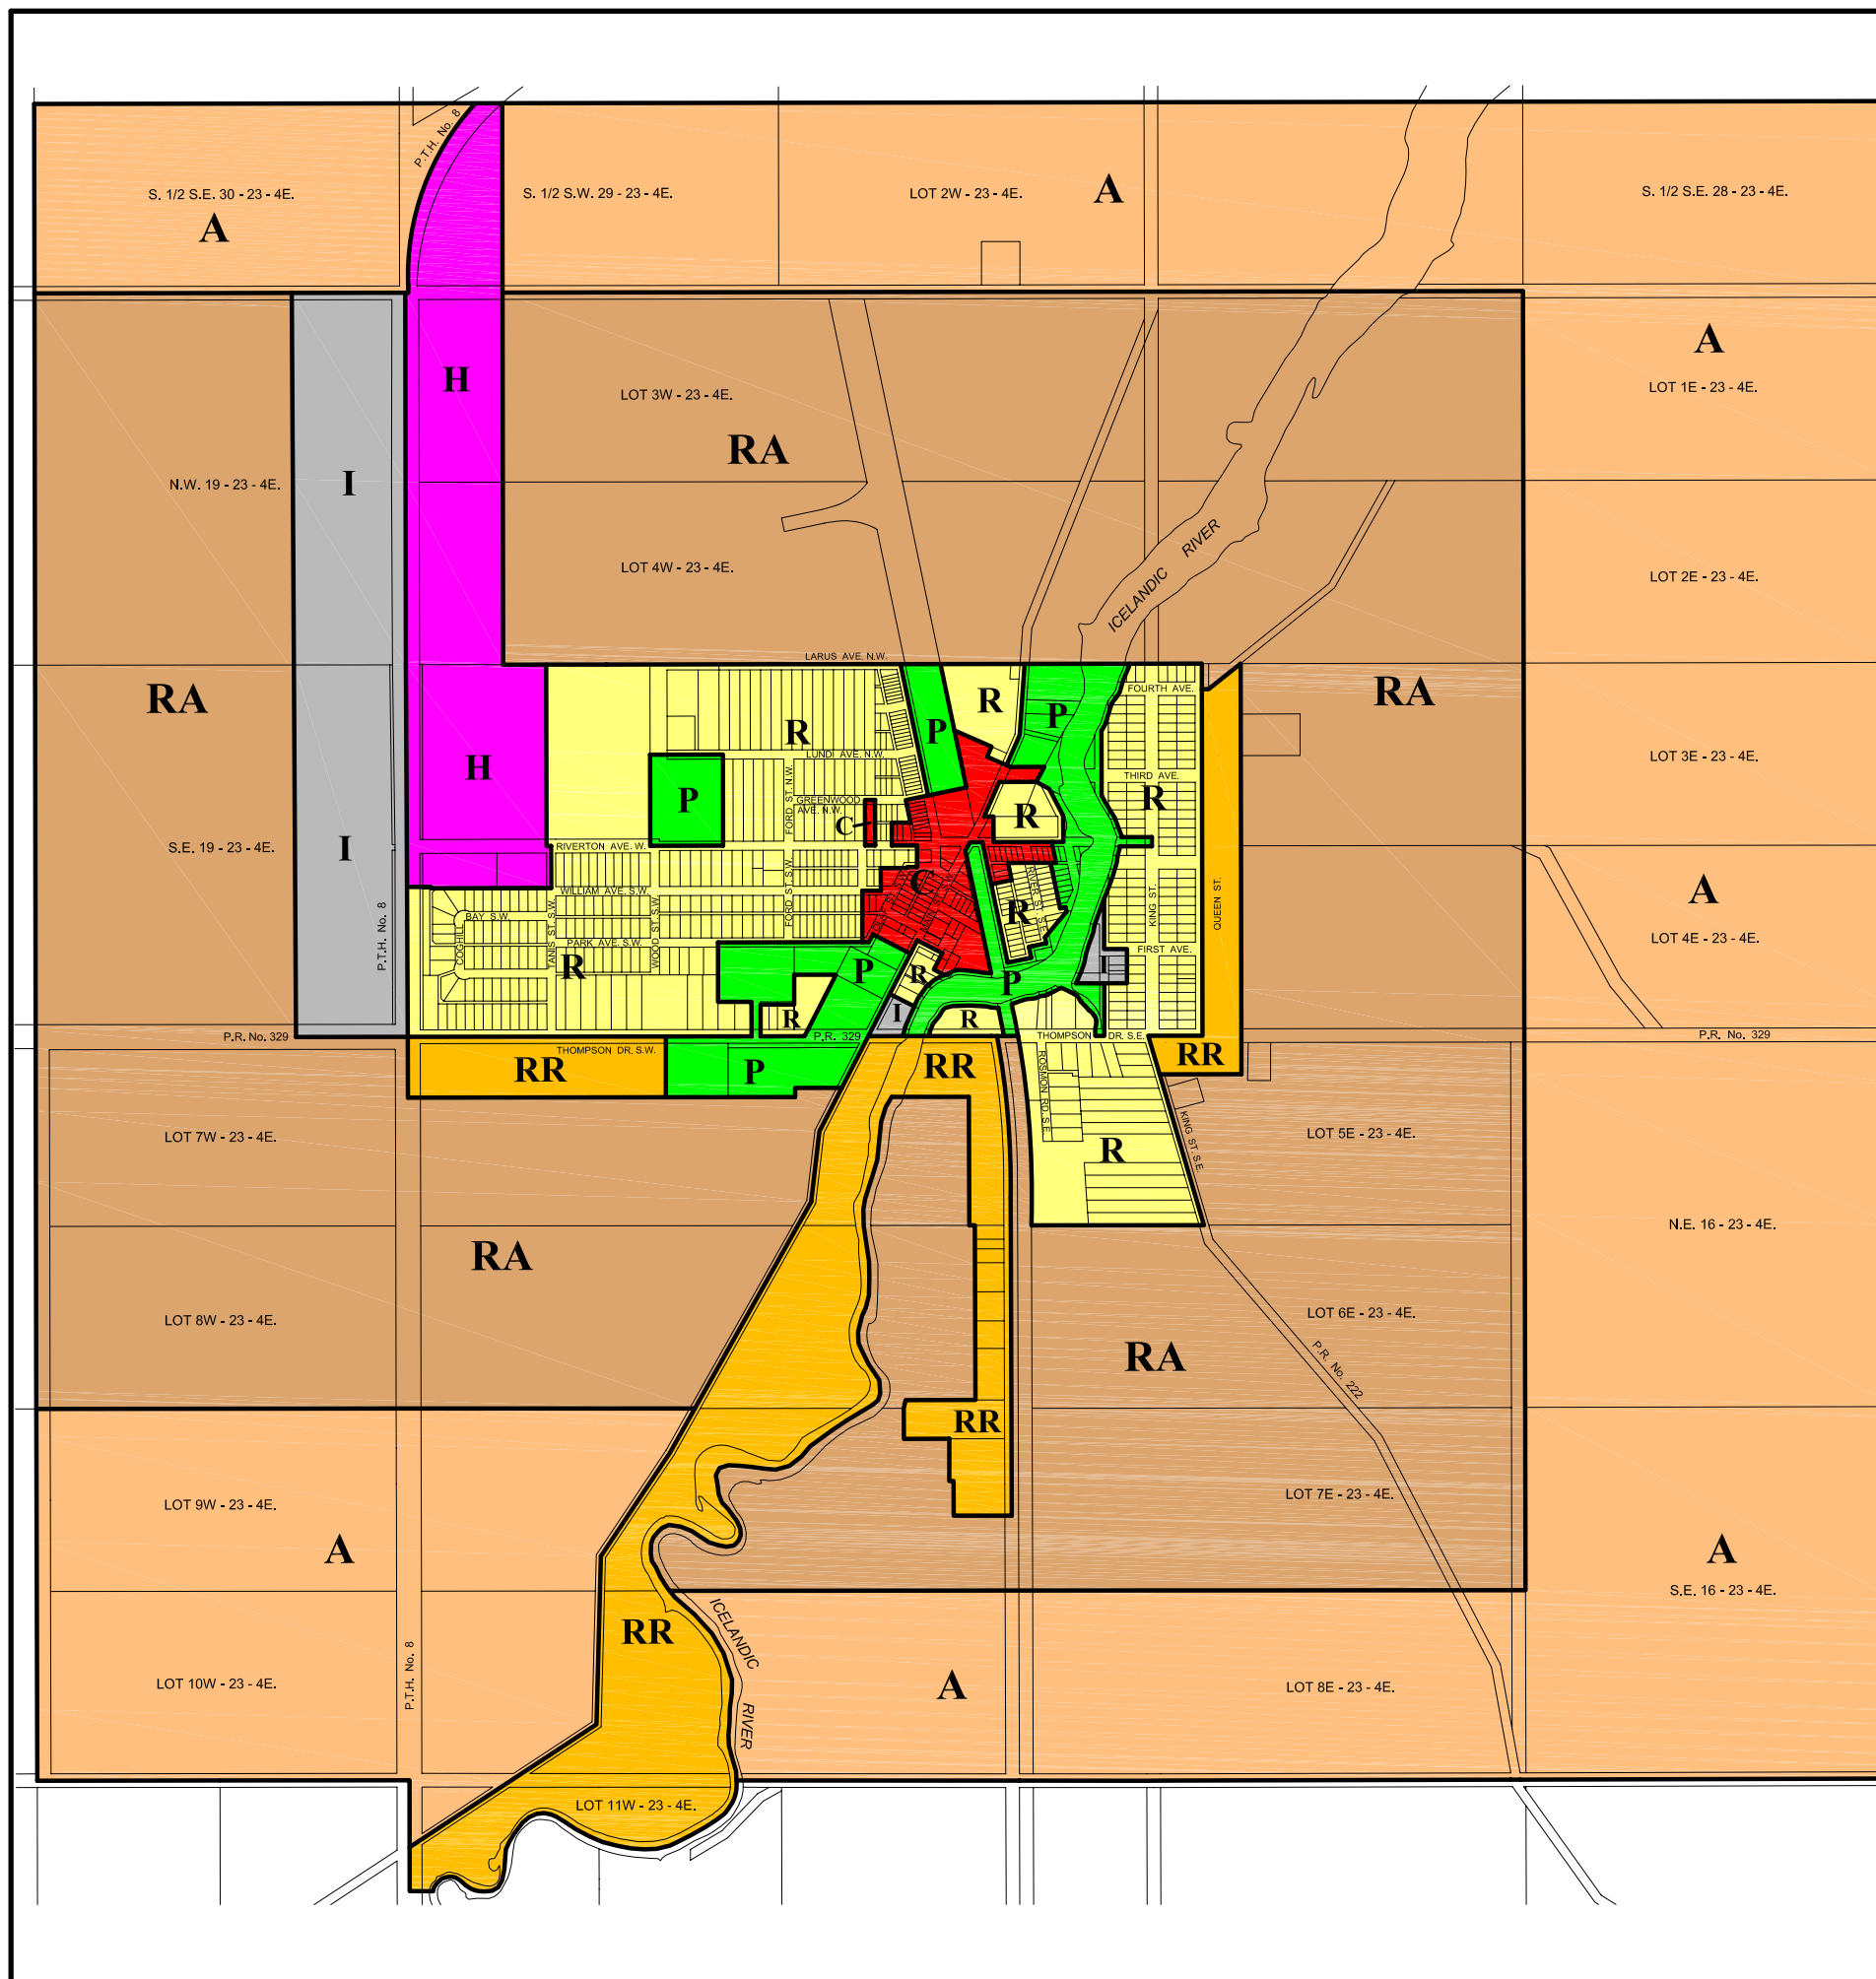 P.T.H. No. 8
S. 1/2 S.E. 30 - 23 - 4E.
S. 1/2 S.W. 29 - 23 - 4E.
LOT 2W - 23 - 4E.
A
S. 1/2 S.E. 28 - 23 - 4E.
A
A
H
LOT 3W - 23 - 4E.
LOT 1E - 23 - 4E.
RA
N.W. 19 - 23 - 4E.
I
ICELANDIC RIVER
LOT 4W - 23 - 4E.
LOT 2E - 23 - 4E.
LARUS AVE. N.W.
RA
RA
FOURTH AVE.
R
R
P
P
LUNDI AVE. N.W.
LOT 3E - 23 - 4E.
H
THIRD AVE.
P
FORD ST. N.W.
GREENWOOD
AVE. N.W.
R
R
C
S.E. 19 - 23 - 4E.
I
RIVERTON AVE. W.
C
WILLIAM AVE. S.W.
RIVER ST. S.E.
A
P.T.H. No. 8
COGHILL
BAY S.W.
TANIS ST. S.W.
WOOD ST. S.W.
FORD ST. S.W.
R
KING ST.
QUEEN ST.
PARK AVE. S.W.
FIRST AVE.
LOT 4E - 23 - 4E.
R
P
R
P
I
R
I
R
P.R. No. 329
P.R. 329
THOMPSON DR. S.E.
P.R. No. 329
THOMPSON DR. S.W.
RR
P
RR
RR
ROSMON RD. S.E.
KING ST. S.E.
LOT 7W - 23 - 4E.
R
LOT 5E - 23 - 4E.
RA
N.E. 16 - 23 - 4E.
LOT 8W - 23 - 4E.
LOT 6E - 23 - 4E.
RA
P.R. No. 222
RR
LOT 9W - 23 - 4E.
LOT 7E - 23 - 4E.
A
A
S.E. 16 - 23 - 4E.
RR
ICELANDIC
RIVER
P.T.H. No. 8
LOT 10W - 23 - 4E.
A
LOT 8E - 23 - 4E.
LOT 11W - 23 - 4E.